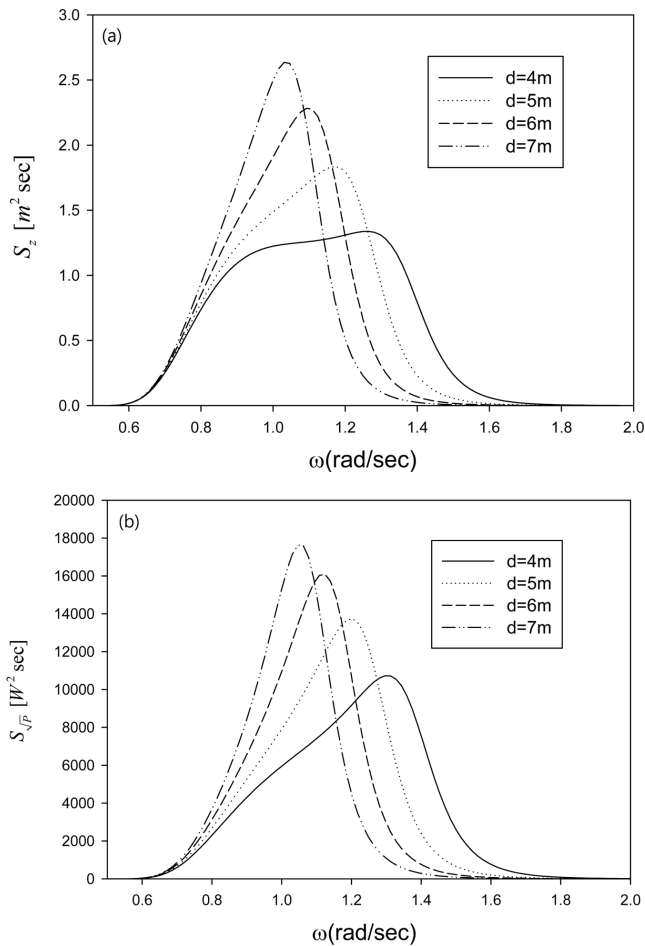 (a)
3.0
2.5
2.0
1.5
1.0
0.5
0.0
S_z [m² sec]
d=4m
d=5m
d=6m
d=7m
0.6 0.8 1.0 1.2 1.4 1.6 1.8 2.0
ω(rad/sec)
(b)
20000
18000
16000
14000
12000
10000
8000
6000
4000
2000
0
S_√P [W² sec]
d=4m
d=5m
d=6m
d=7m
0.6 0.8 1.0 1.2 1.4 1.6 1.8 2.0
ω(rad/sec)